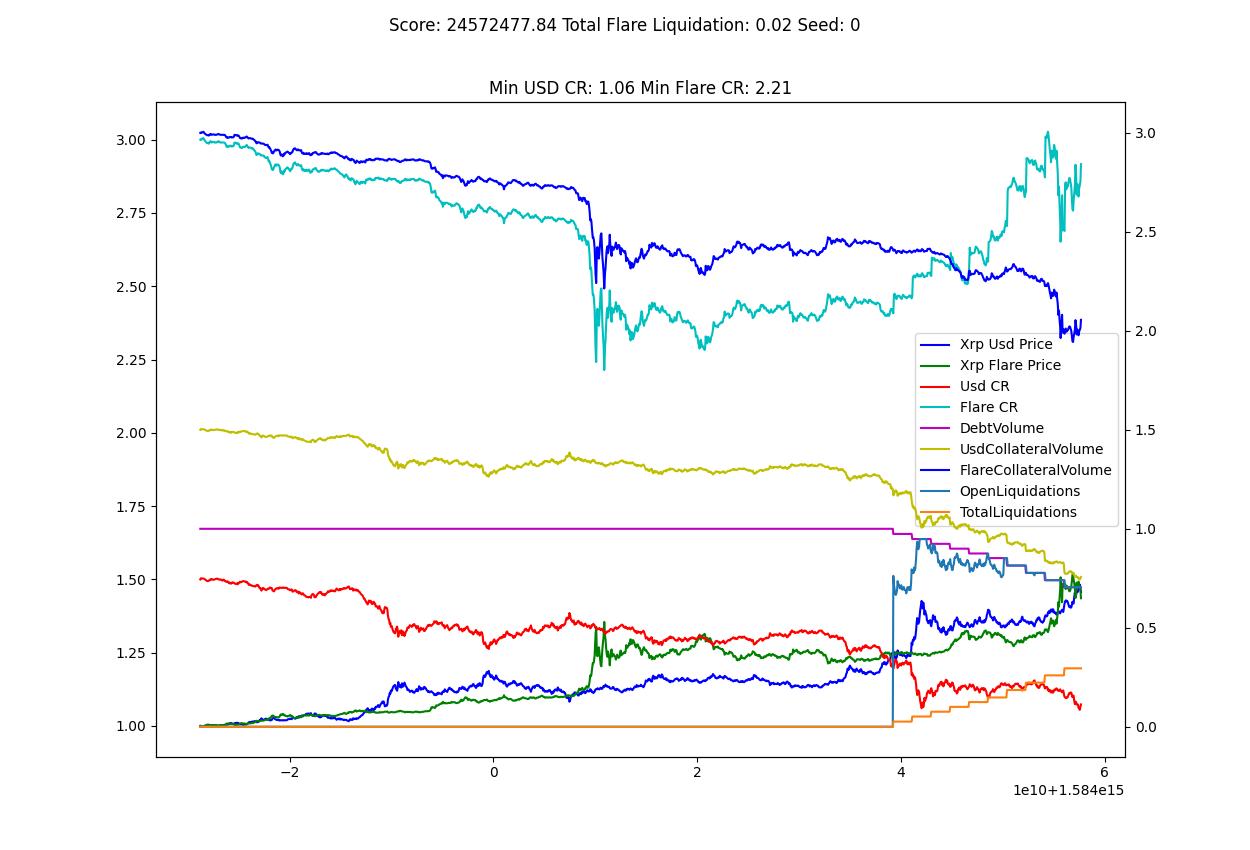 Score: 24572477.84 Total Flare Liquidation: 0.02 Seed: 0
Min USD CR: 1.06 Min Flare CR: 2.21
3.00
2.75
2.50
2.25
2.00
1.75
1.50
1.25
1.00
3.0
2.5
2.0
1.5
1.0
0.5
0.0
Xrp Usd Price
Xrp Flare Price
Usd CR
Flare CR
DebtVolume
UsdCollateralVolume
FlareCollateralVolume
OpenLiquidations
TotalLiquidations
−2 0 2 4 6
1e10+1.584e15